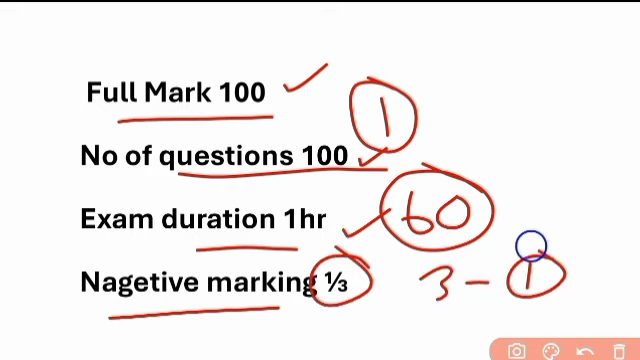 Full Mark 100
1
No of questions 100
Exam duration 1hr 60
Nagetive marking ⅓ 3 - 1